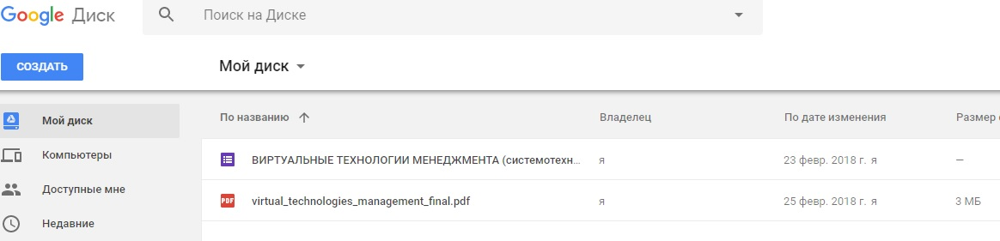 Google Диск
Поиск на Диске
СОЗДАТЬ
Мой диск
Мой диск
Компьютеры
Доступные мне
Недавние
По названию Владелец По дате изменения Размер
ВИРТУАЛЬНЫЕ ТЕХНОЛОГИИ МЕНЕДЖМЕНТА (системотехн... я 23 февр. 2018 г. я —
PDF virtual_technologies_management_final.pdf я 25 февр. 2018 г. я 3 МБ